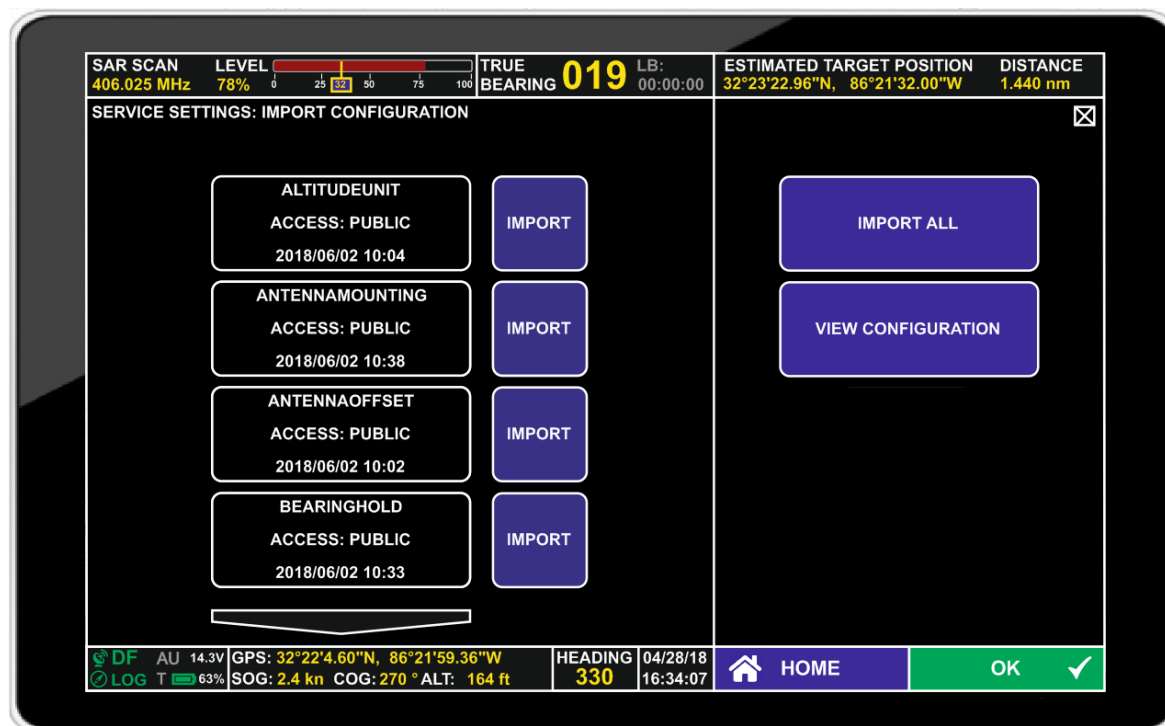 SAR SCAN LEVEL TRUE BEARING 019 LB: ESTIMATED TARGET POSITION DISTANCE
406.025 MHz 78% 0 25 32 50 75 100 00:00:00 32°23'22.96"N, 86°21'32.00"W 1.440 nm
SERVICE SETTINGS: IMPORT CONFIGURATION
ALTITUDEUNIT
ACCESS: PUBLIC
2018/06/02 10:04
IMPORT
ANTENNAMOUNTING
ACCESS: PUBLIC
2018/06/02 10:38
IMPORT
ANTENNAOFFSET
ACCESS: PUBLIC
2018/06/02 10:02
IMPORT
BEARINGHOLD
ACCESS: PUBLIC
2018/06/02 10:33
IMPORT
IMPORT ALL
VIEW CONFIGURATION
DF AU 14.3V GPS: 32°22'4.60"N, 86°21'59.36"W HEADING 04/28/18
LOG T 63% SOG: 2.4 kn COG: 270 ° ALT: 164 ft 330 16:34:07
HOME
OK